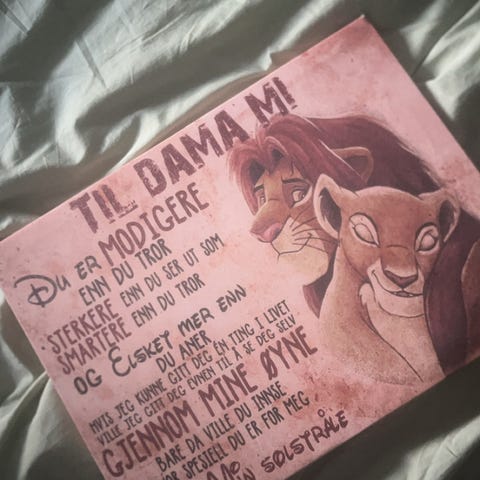 TIL DAMA MI
DU ER MODIGERE
ENN DU TROR
STERKERE ENN DU SER UT SOM
SMARTERE ENN DU TROR
OG ELSKET MER ENN
DU ANER
HVIS JEG KUNNE GITT DEG ÉN TING I LIVET
VILLE JEG GITT DEG EVNEN TIL Å SE DEG SELV
GJENNOM MINE ØYNE
BARE DA VILLE DU INNSE
HVOR SPESIELL DU ER FOR MEG
SOLSTRÅLE